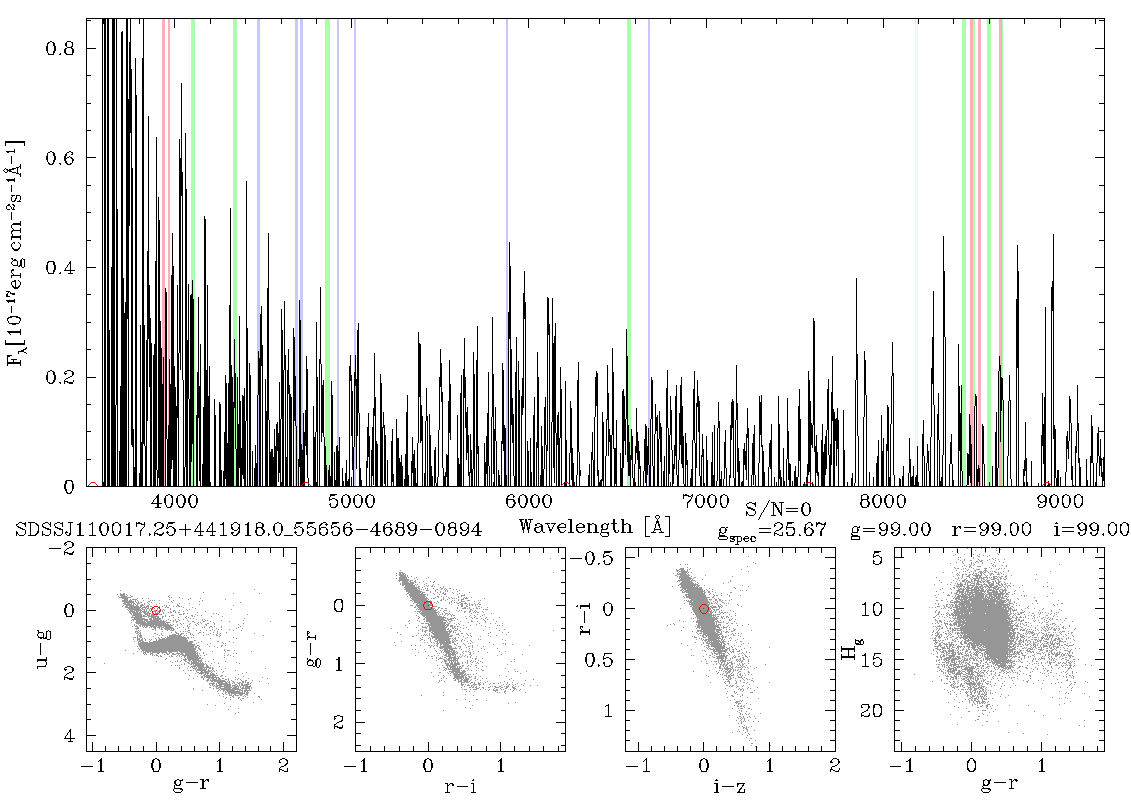 0.8
0.6
0.4
0.2
0
F_λ[10^−17 erg cm^−2 s^−1 Å^−1]
4000 5000 6000 7000 8000 9000
S/N=0
SDSSJ110017.25+441918.0_55656−4689−0894 Wavelength [Å] g_spec=25.67 g=99.00 r=99.00 i=99.00
−2 0 2 4
u−g
−1 0 1 2
g−r
0 1 2
g−r
−1 0 1 2
r−i
−0.5 0 0.5 1
r−i
−1 0 1 2
i−z
5 10 15 20
H_g
−1 0 1 2
g−r